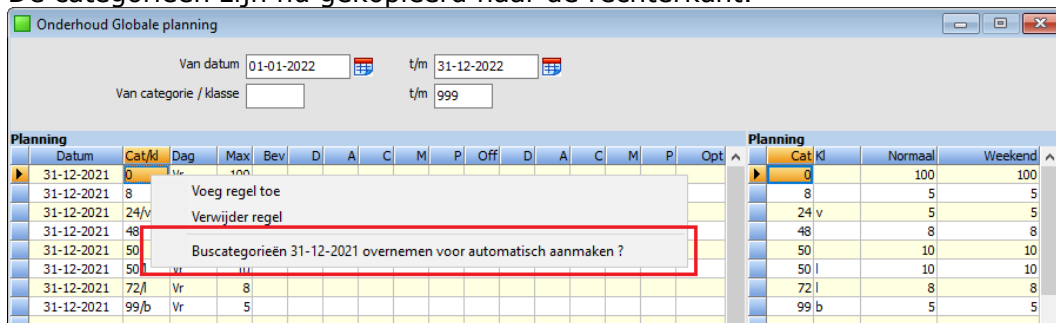 De categorieën zijn nu gekopieerd naar de rechterkant.
Onderhoud Globale planning
Van datum 01-01-2022 t/m 31-12-2022
Van categorie / klasse t/m 999
Planning Planning
Datum Cat/kl Dag Max Bev D A C M P Off D A C M P Opt Cat Kl Normaal Weekend
31-12-2021 0 Vr 100 0 100 100
31-12-2021 8 Voeg regel toe 8 5 5
31-12-2021 24/v Verwijder regel 24 v 5 5
31-12-2021 48 48 8 8
31-12-2021 50 Buscategorieën 31-12-2021 overnemen voor automatisch aanmaken ? 50 10 10
31-12-2021 50/l Vr 10 50 l 10 10
31-12-2021 72/l Vr 8 72 l 8 8
31-12-2021 99/b Vr 5 99 b 5 5